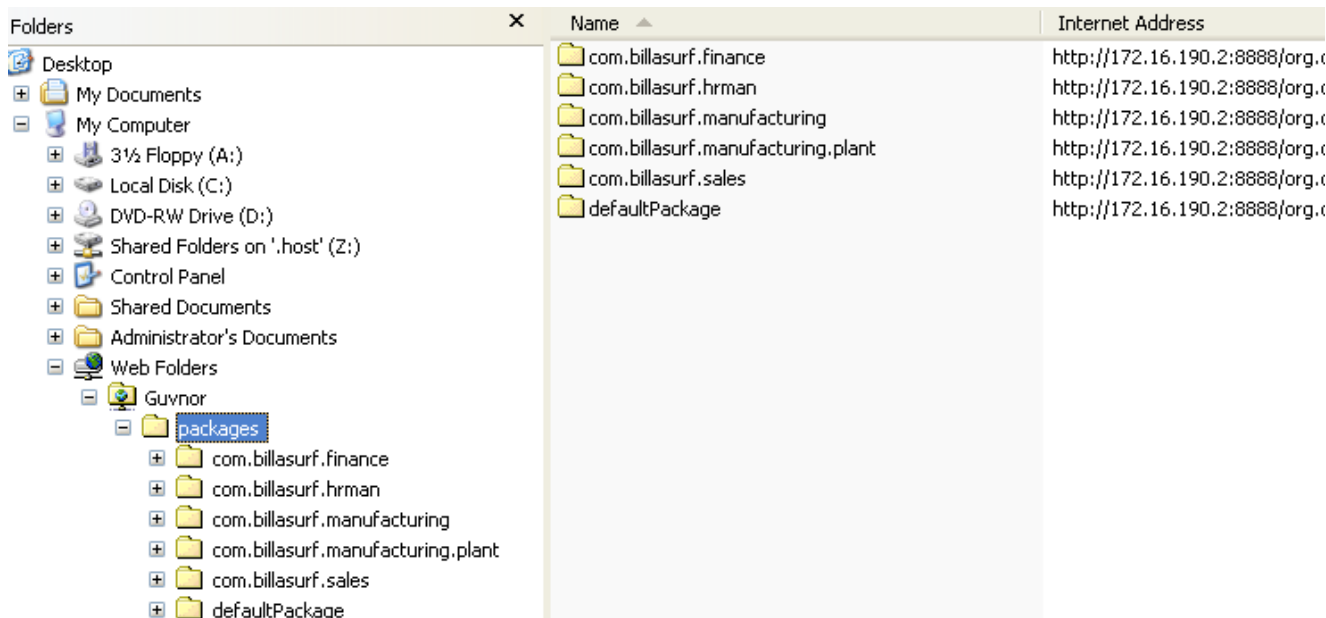 Folders
Desktop
My Documents
My Computer
3½ Floppy (A:)
Local Disk (C:)
DVD-RW Drive (D:)
Shared Folders on '.host' (Z:)
Control Panel
Shared Documents
Administrator's Documents
Web Folders
Guvnor
packages
com.billasurf.finance
com.billasurf.hrman
com.billasurf.manufacturing
com.billasurf.manufacturing.plant
com.billasurf.sales
defaultPackage
Name Internet Address
com.billasurf.finance http://172.16.190.2:8888/org.
com.billasurf.hrman http://172.16.190.2:8888/org.
com.billasurf.manufacturing http://172.16.190.2:8888/org.
com.billasurf.manufacturing.plant http://172.16.190.2:8888/org.
com.billasurf.sales http://172.16.190.2:8888/org.
defaultPackage http://172.16.190.2:8888/org.